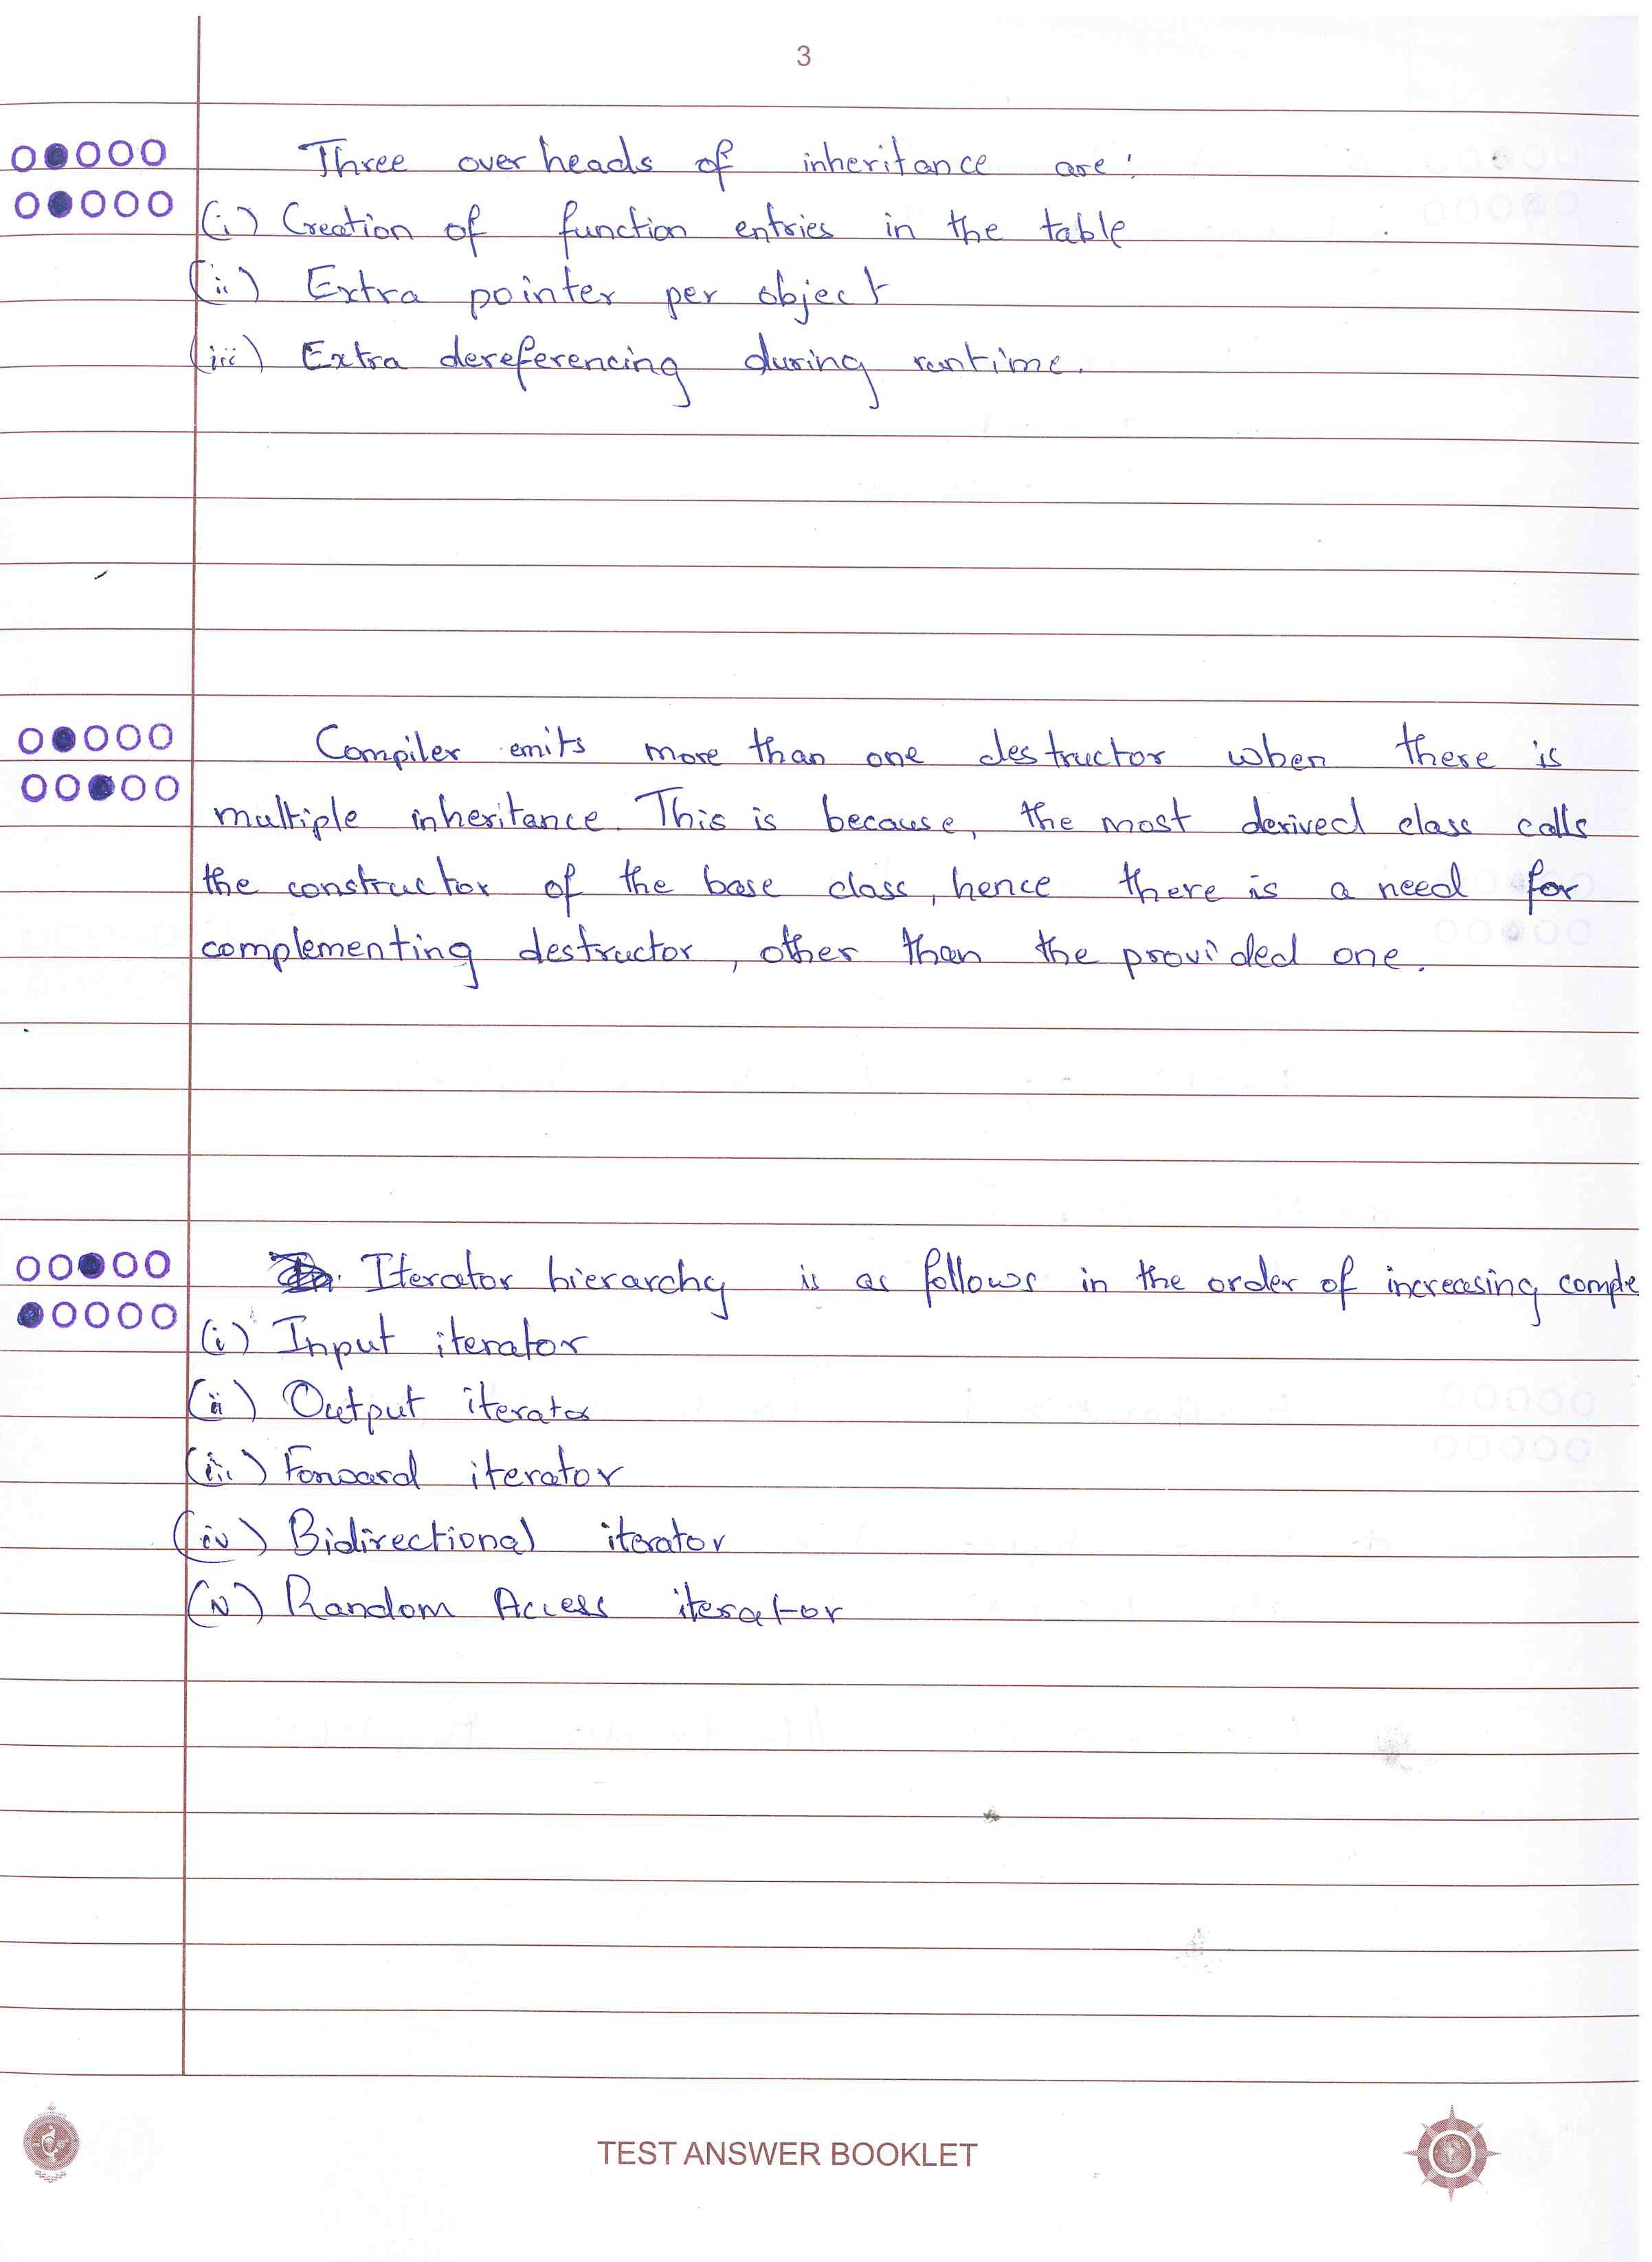 3
Three overheads of inheritance are:
(i) Creation of function entries in the table
(ii) Extra pointer per object
(iii) Extra dereferencing during runtime.
Compiler emits more than one destructor when there is
multiple inheritance. This is because, the most derived class calls
the constructor of the base class, hence there is a need for
complementing destructor, other than the provided one.
Iterator hierarchy is as follows in the order of increasing comple
(i) Input iterator
(ii) Output iterator
(iii) Forward iterator
(iv) Bidirectional iterator
(v) Random Access iterator
TEST ANSWER BOOKLET